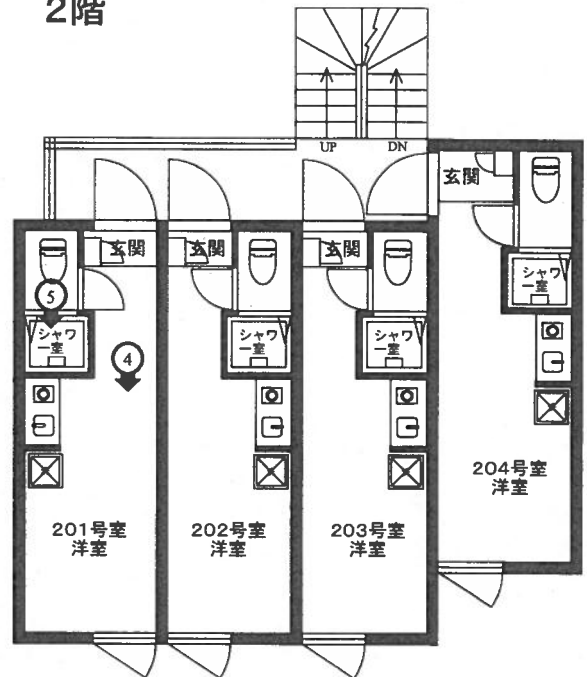 2階
UP
DN
玄関
玄関
玄関
玄関
シャワ
ー室
5
シャワ
ー室
シャワ
ー室
シャワ
ー室
4
204号室
洋室
201号室
洋室
202号室
洋室
203号室
洋室